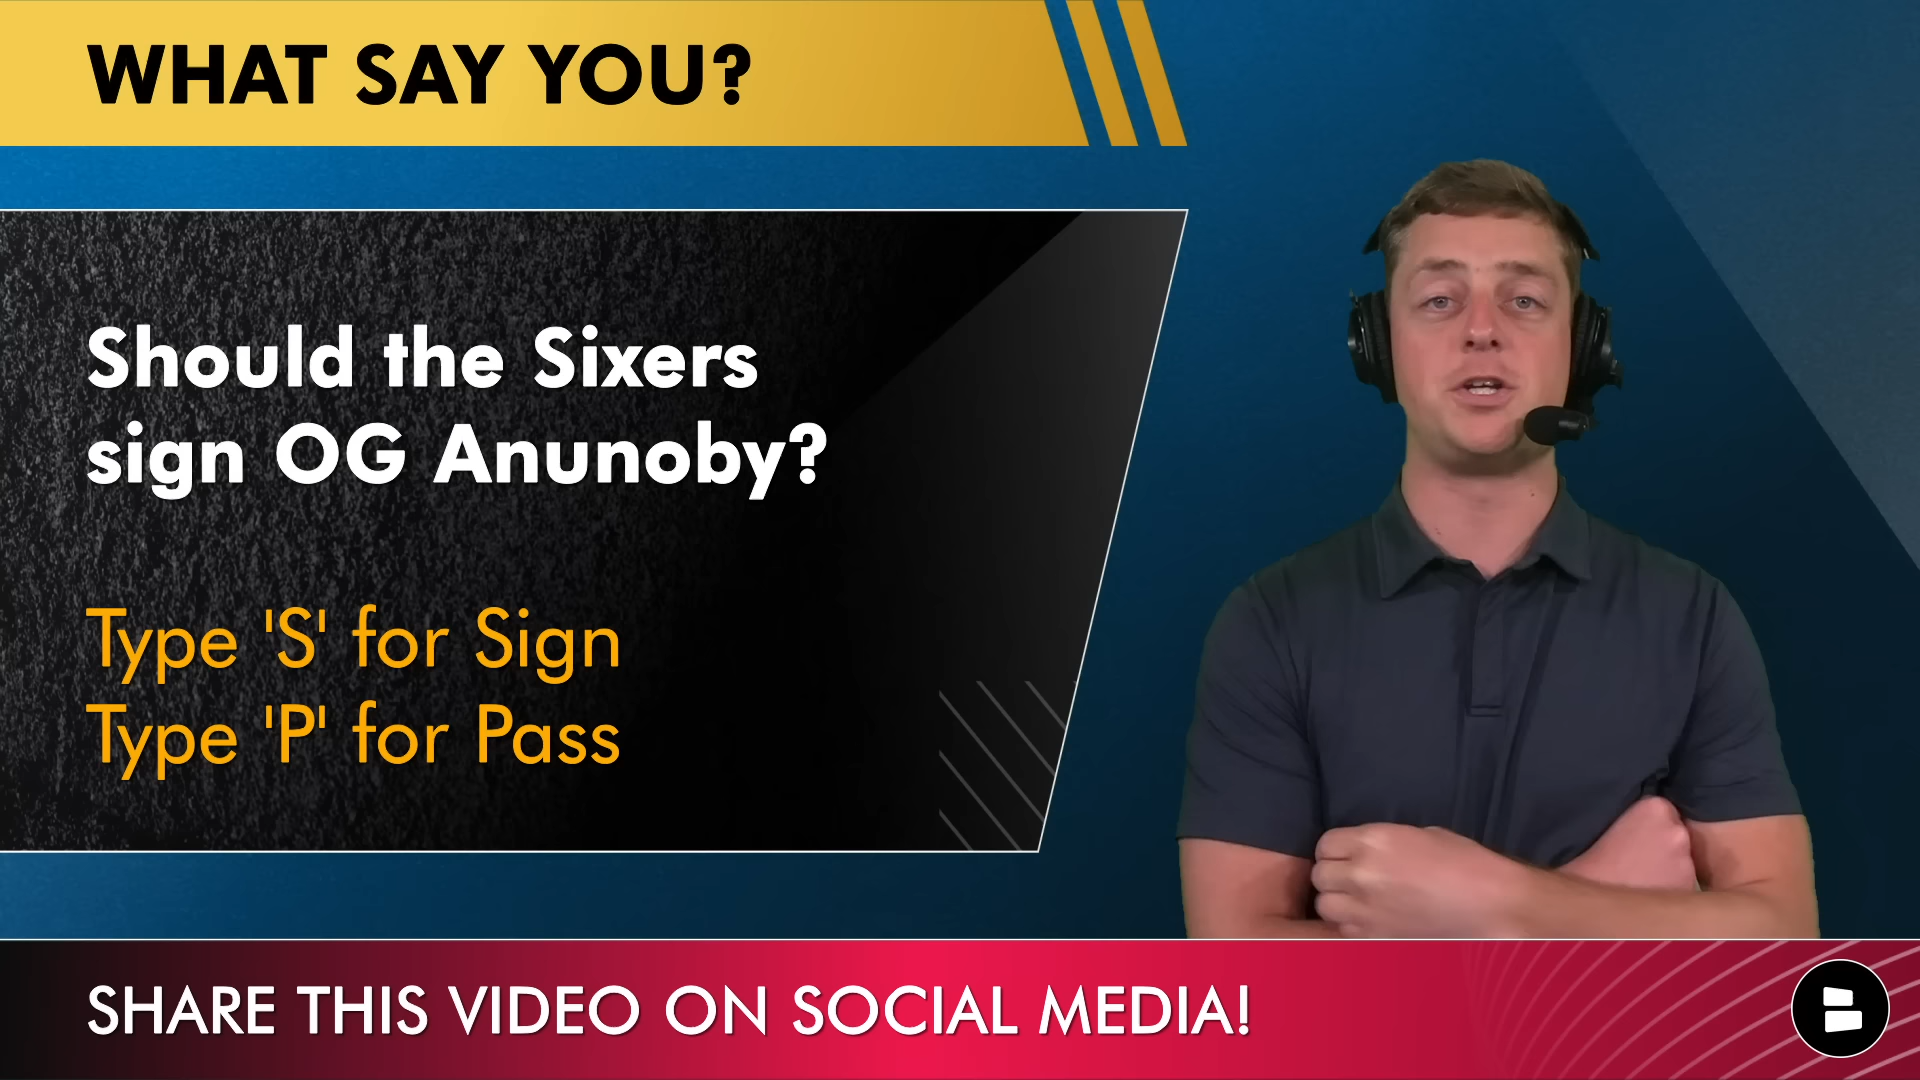 WHAT SAY YOU?
Should the Sixers
sign OG Anunoby?
Type 'S' for Sign
Type 'P' for Pass
SHARE THIS VIDEO ON SOCIAL MEDIA!